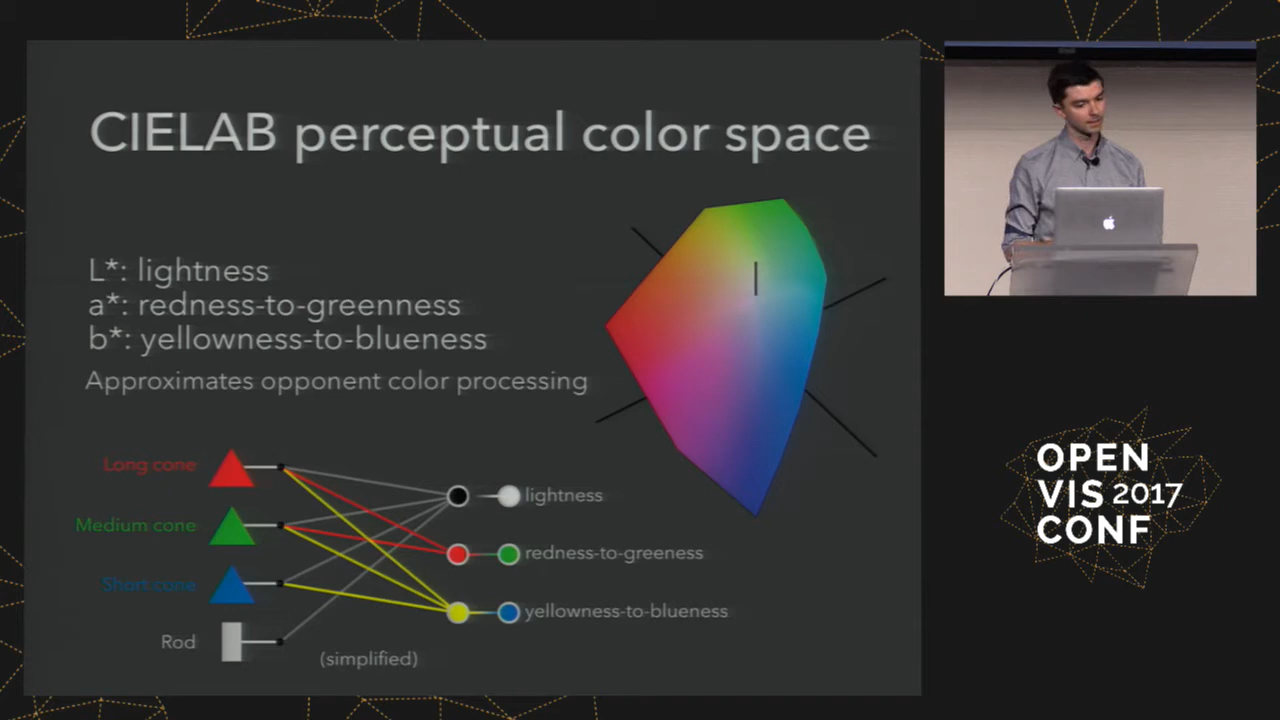 CIELAB perceptual color space
L*: lightness
a*: redness-to-greenness
b*: yellowness-to-blueness
Approximates opponent color processing
Long cone
Medium cone
Short cone
Rod
(simplified)
lightness
redness-to-greeness
yellowness-to-blueness
OPEN
VIS 2017
CONF